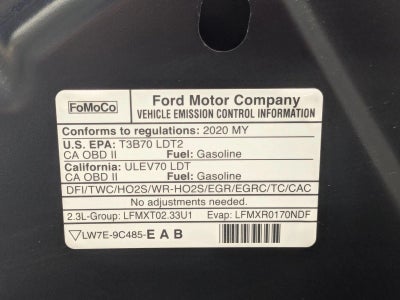 FoMoCo
Ford Motor Company
VEHICLE EMISSION CONTROL INFORMATION
Conforms to regulations: 2020 MY
U.S. EPA: T3B70 LDT2
CA OBD II Fuel: Gasoline
California: ULEV70 LDT
CA OBD II Fuel: Gasoline
DFI/TWC/HO2S/WR-HO2S/EGR/EGRC/TC/CAC
No adjustments needed.
2.3L-Group: LFMXT02.33U1 Evap: LFMXR0170NDF
▽LW7E-9C485-E A B